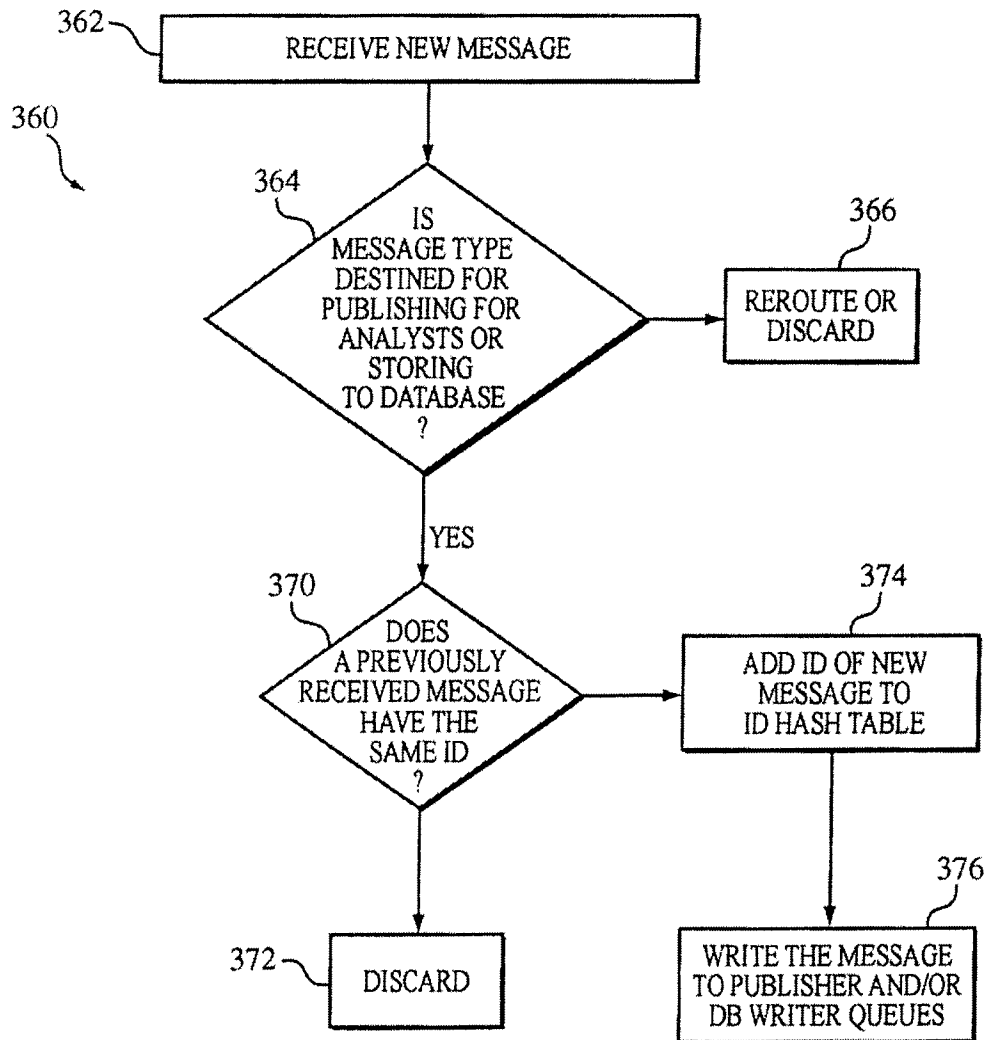 362
RECEIVE NEW MESSAGE
360
364
IS
MESSAGE TYPE
DESTINED FOR
PUBLISHING FOR
ANALYSTS OR
STORING
TO DATABASE
?
366
REROUTE OR
DISCARD
YES
370
DOES
A PREVIOUSLY
RECEIVED MESSAGE
HAVE THE
SAME ID
?
374
ADD ID OF NEW
MESSAGE TO
ID HASH TABLE
372
DISCARD
376
WRITE THE MESSAGE
TO PUBLISHER AND/OR
DB WRITER QUEUES